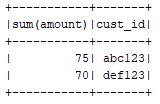 +-----------+-------+
|sum(amount)|cust_id|
+-----------+-------+
|         75| abc123|
|         70| def123|
+-----------+-------+